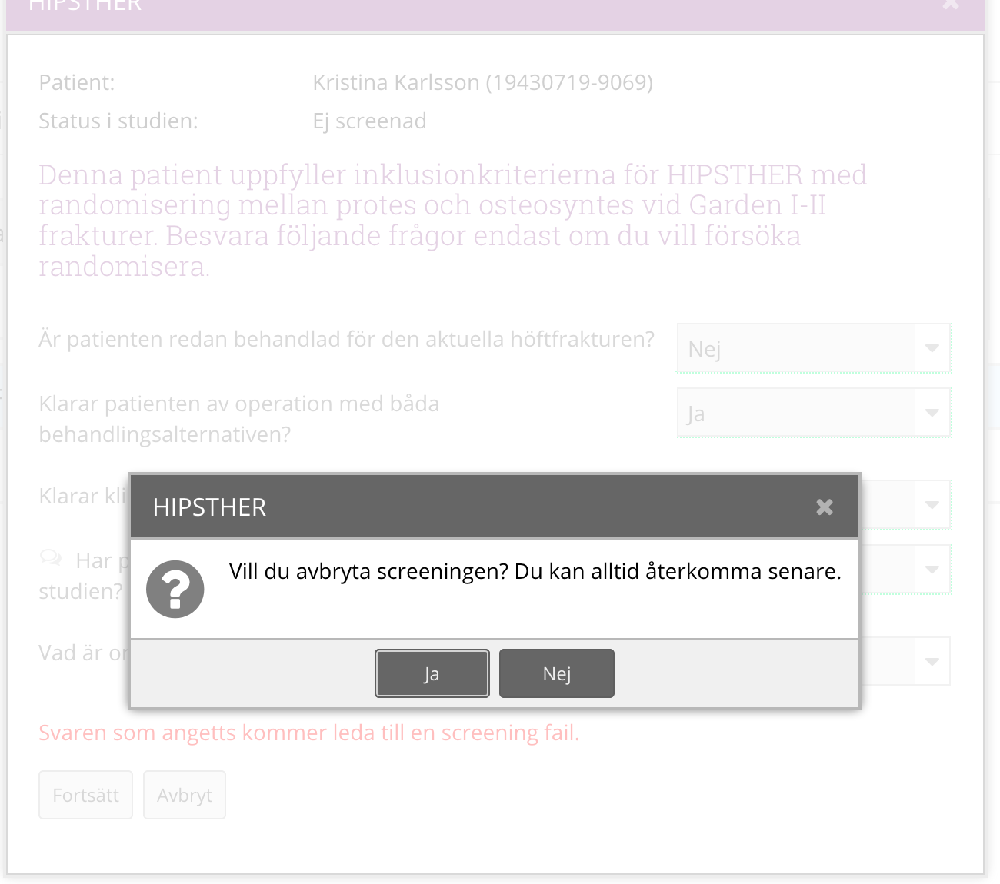 HIPSTHER
Patient: Kristina Karlsson (19430719-9069)
Status i studien: Ej screenad
Denna patient uppfyller inklusionkriterierna för HIPSTHER med
randomisering mellan protes och osteosyntes vid Garden I-II
frakturer. Besvara följande frågor endast om du vill försöka
randomisera.
Är patienten redan behandlad för den aktuella höftfrakturen? Nej
Klarar patienten av operation med båda Ja
behandlingsalternativen?
Klarar kli
HIPSTHER
Har p
studien?
Vill du avbryta screeningen? Du kan alltid återkomma senare.
Vad är or
Ja Nej
Svaren som angetts kommer leda till en screening fail.
Fortsätt Avbryt